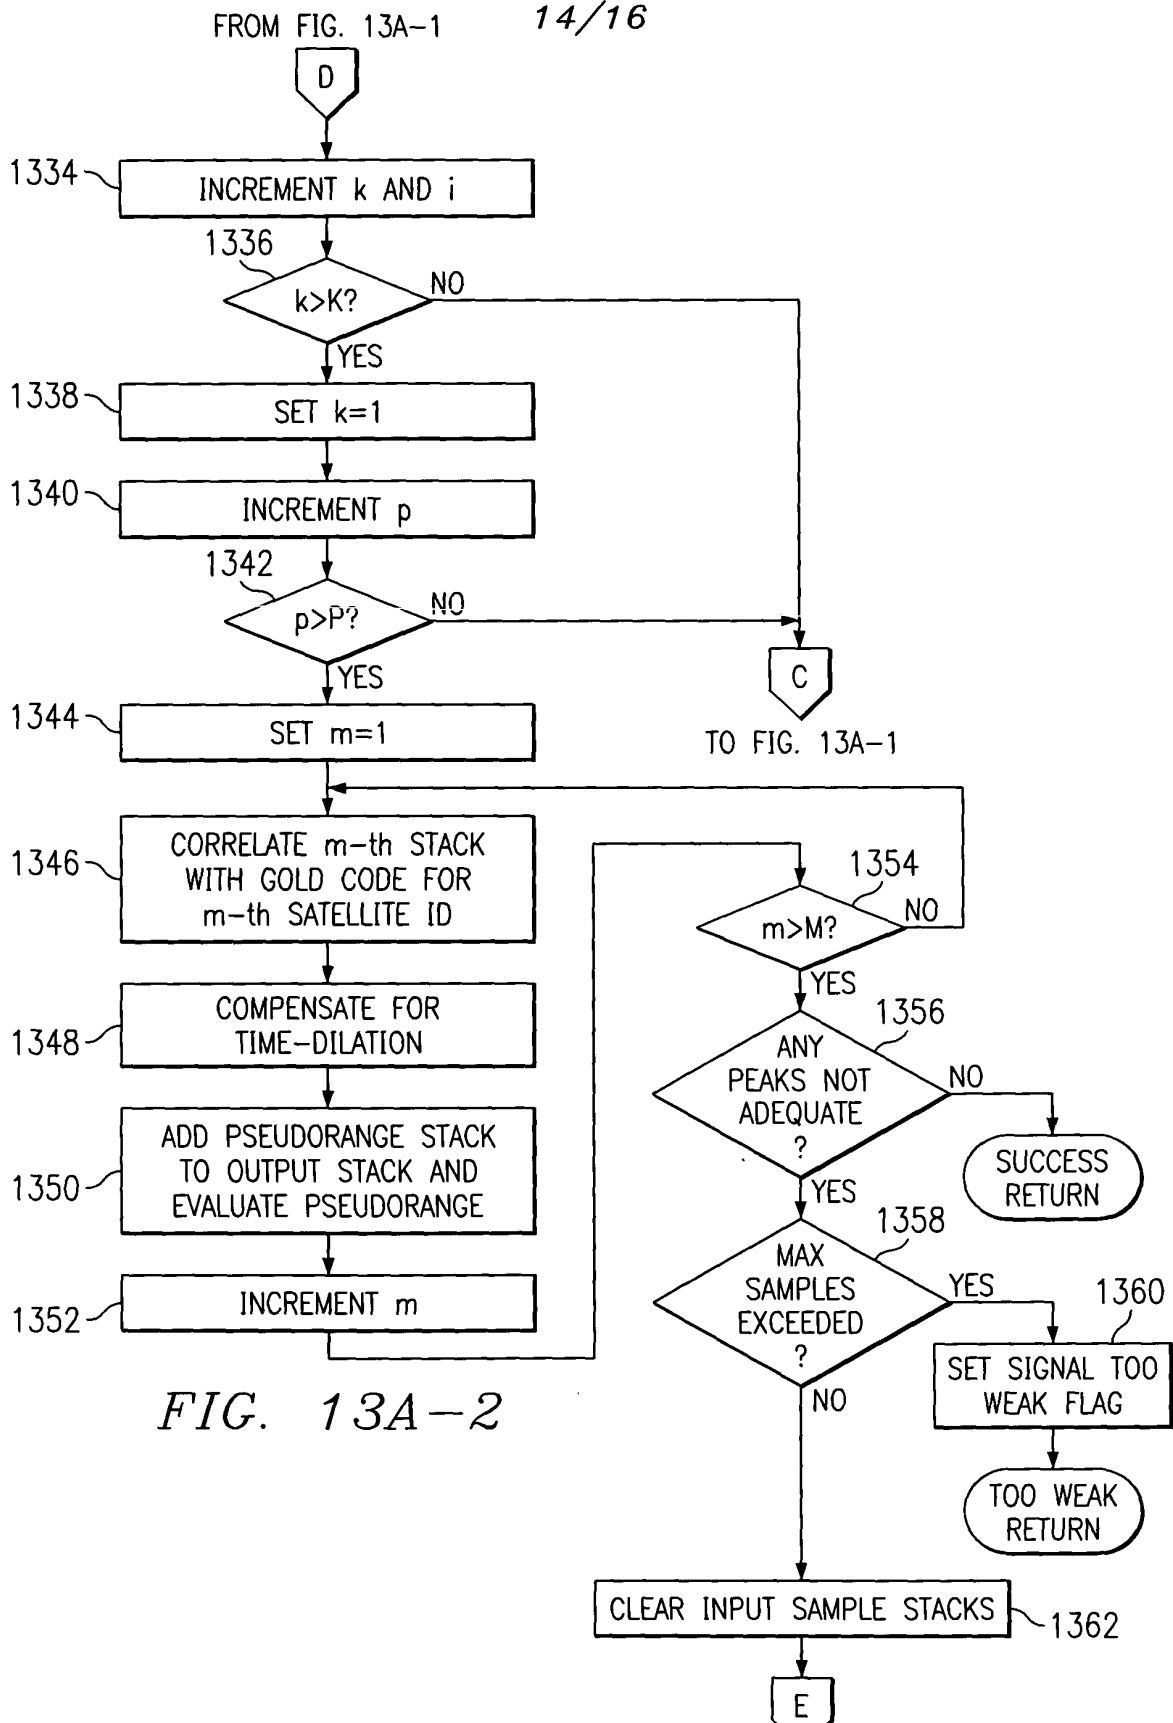 FROM FIG. 13A-1
14/16
D
1334
INCREMENT k AND i
1336
k>K?
NO
YES
1338
SET k=1
1340
INCREMENT p
1342
p>P?
NO
YES
C
TO FIG. 13A-1
1344
SET m=1
1346
CORRELATE m-th STACK
WITH GOLD CODE FOR
m-th SATELLITE ID
1348
COMPENSATE FOR
TIME-DILATION
1350
ADD PSEUDORANGE STACK
TO OUTPUT STACK AND
EVALUATE PSEUDORANGE
1352
INCREMENT m
1354
m>M?
NO
YES
1356
ANY
PEAKS NOT
ADEQUATE
?
NO
SUCCESS
RETURN
YES
1358
MAX
SAMPLES
EXCEEDED
?
YES
1360
SET SIGNAL TOO
WEAK FLAG
TOO WEAK
RETURN
NO
CLEAR INPUT SAMPLE STACKS
1362
E
FIG. 13A-2